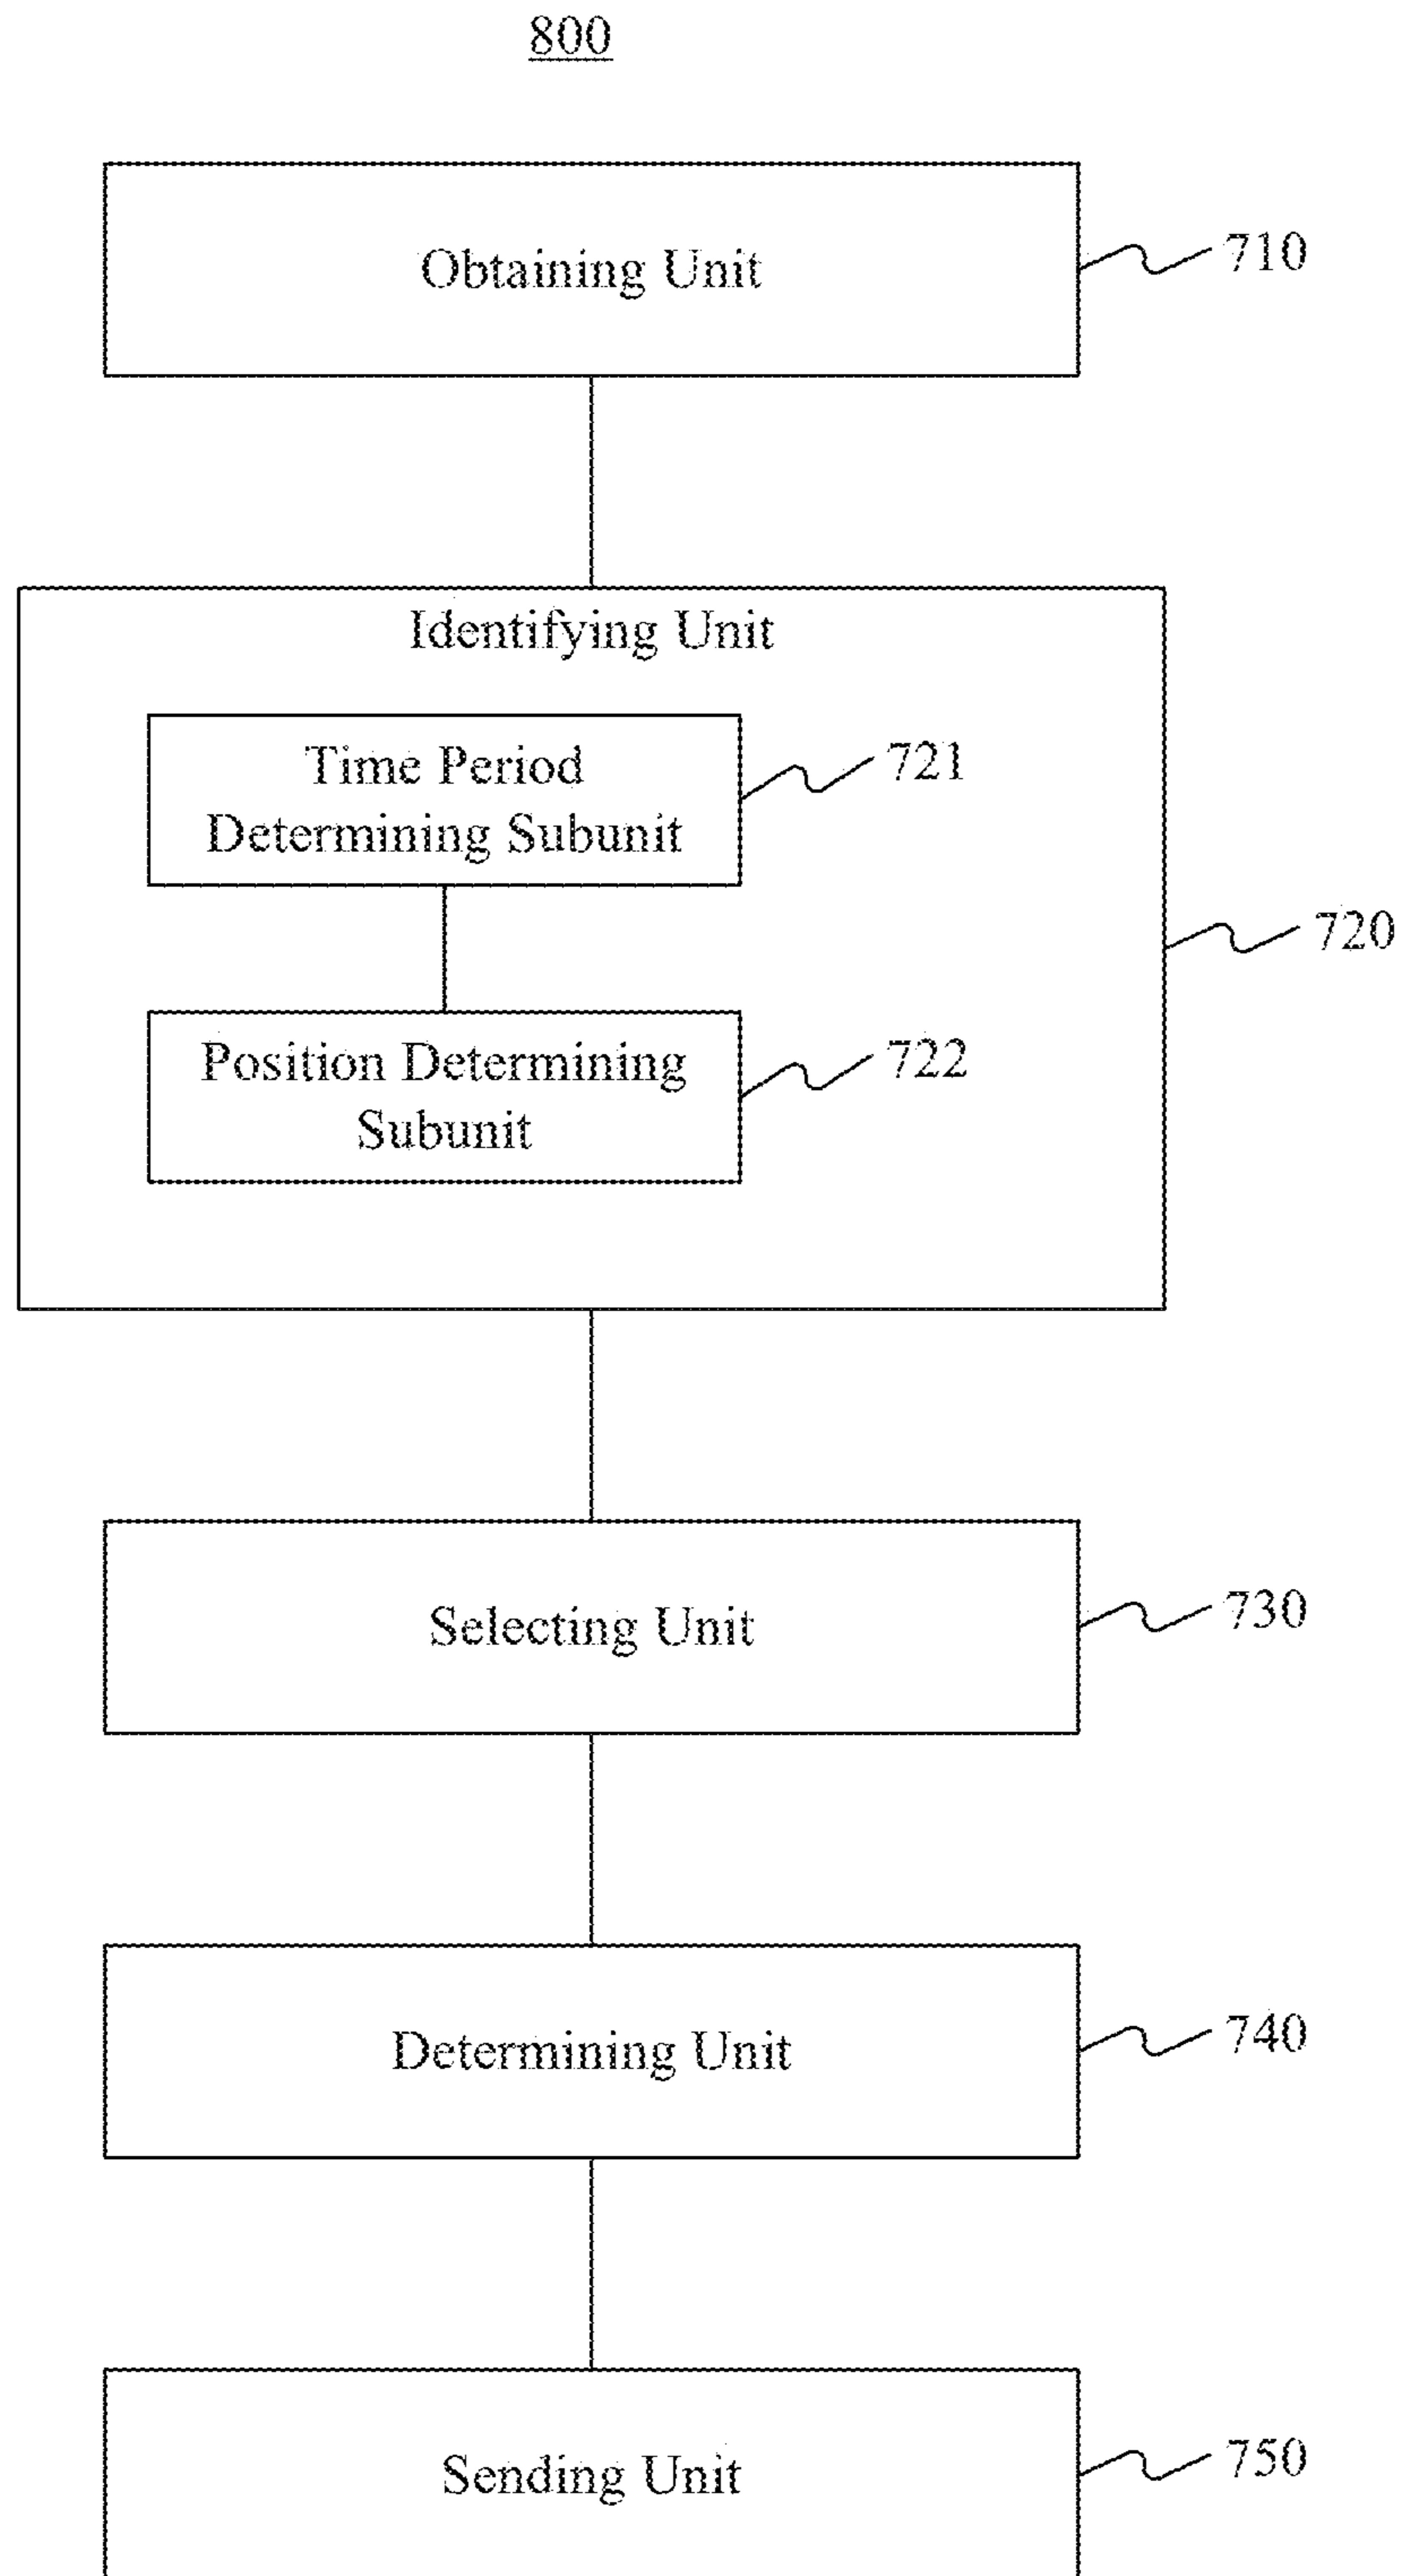 800
Obtaining Unit
710
Identifying Unit
Time Period
Determining Subunit
721
720
Position Determining
Subunit
722
Selecting Unit
730
Determining Unit
740
Sending Unit
750